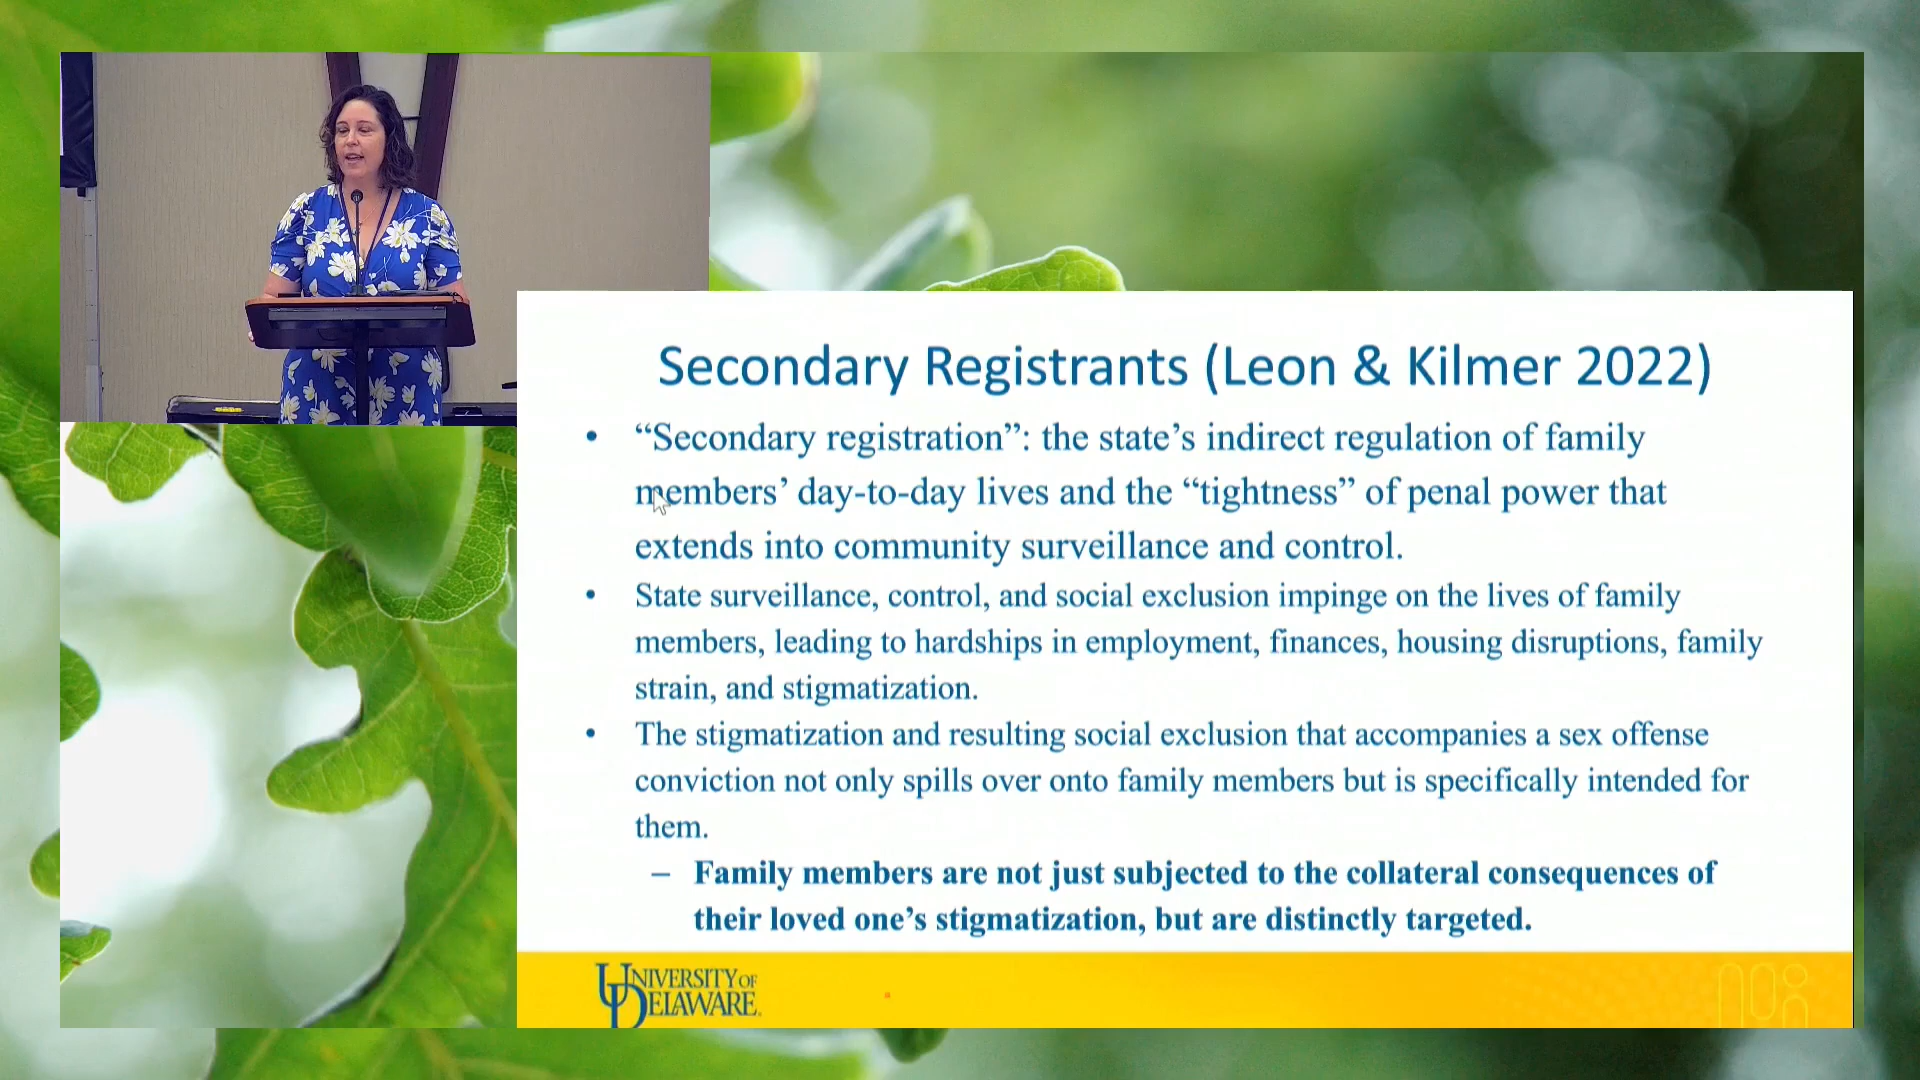 Secondary Registrants (Leon & Kilmer 2022)
• “Secondary registration”: the state’s indirect regulation of family
members’ day-to-day lives and the “tightness” of penal power that
extends into community surveillance and control.
• State surveillance, control, and social exclusion impinge on the lives of family
members, leading to hardships in employment, finances, housing disruptions, family
strain, and stigmatization.
• The stigmatization and resulting social exclusion that accompanies a sex offense
conviction not only spills over onto family members but is specifically intended for
them.
– Family members are not just subjected to the collateral consequences of
their loved one’s stigmatization, but are distinctly targeted.
UNIVERSITY OF
DELAWARE